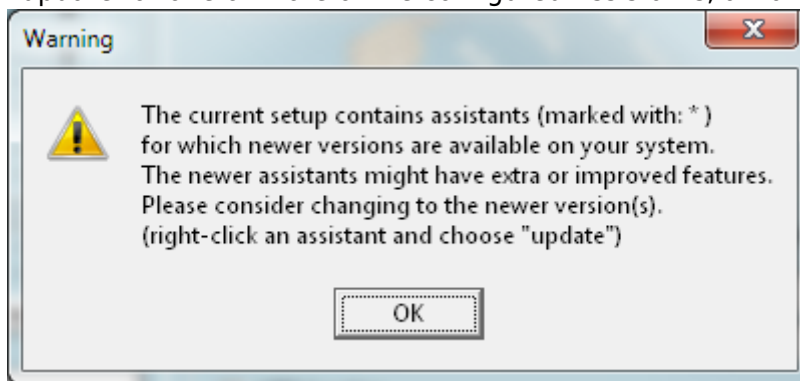 Warning
The current setup contains assistants (marked with: * )
for which newer versions are available on your system.
The newer assistants might have extra or improved features.
Please consider changing to the newer version(s).
(right-click an assistant and choose "update")
OK